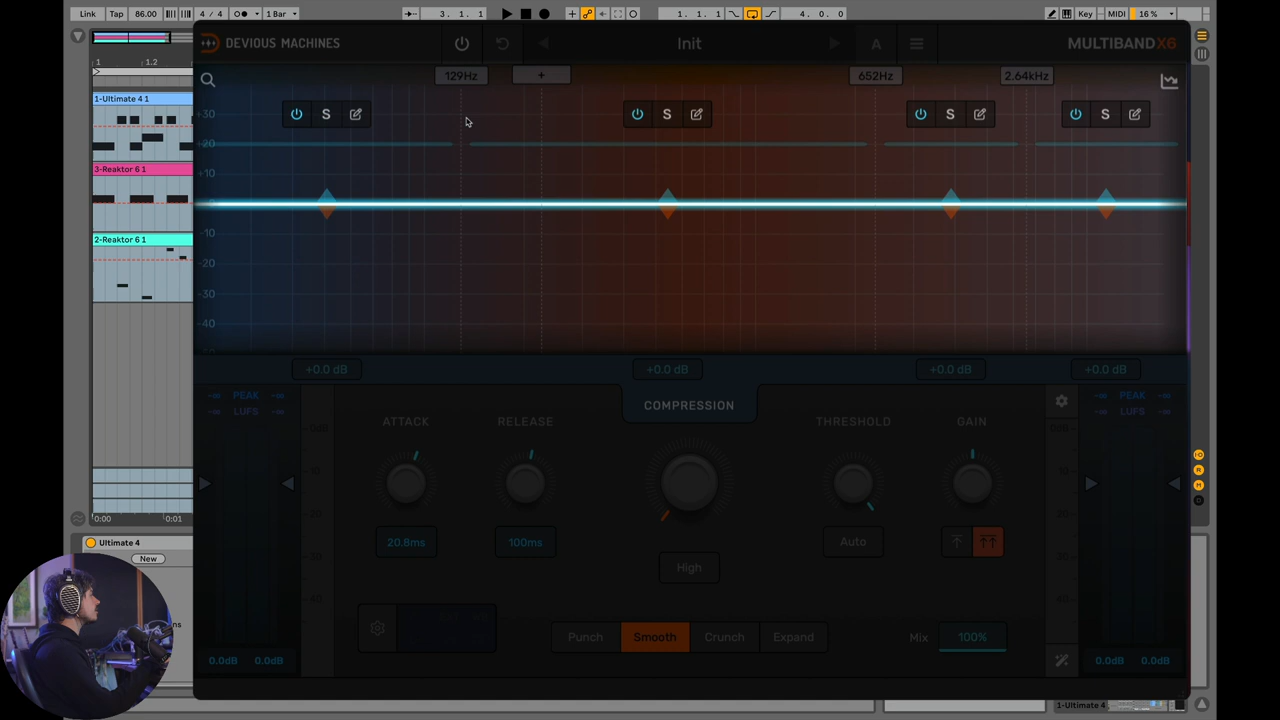 Link Tap 86.00 4 / 4 1 Bar 3. 1. 1 1. 1. 1 4. 0. 0 Key MIDI 16 %
DEVIOUS MACHINES Init A MULTIBANDX6
1 1.2
129Hz + 652Hz 2.64kHz
1-Ultimate 4 1
S S S S
+30
+20
3-Reaktor 6 1
+10
-10
2-Reaktor 6 1
-20
-30
-40
+0.0 dB +0.0 dB +0.0 dB +0.0 dB
-∞ PEAK -∞ COMPRESSION -∞ PEAK -∞
-∞ LUFS -∞ -∞ LUFS -∞
ATTACK RELEASE THRESHOLD GAIN
0:00 0:01
20.8ms 100ms Auto
Ultimate 4
New
High
Punch Smooth Crunch Expand Mix 100%
0.0dB 0.0dB 0.0dB 0.0dB
1-Ultimate 4